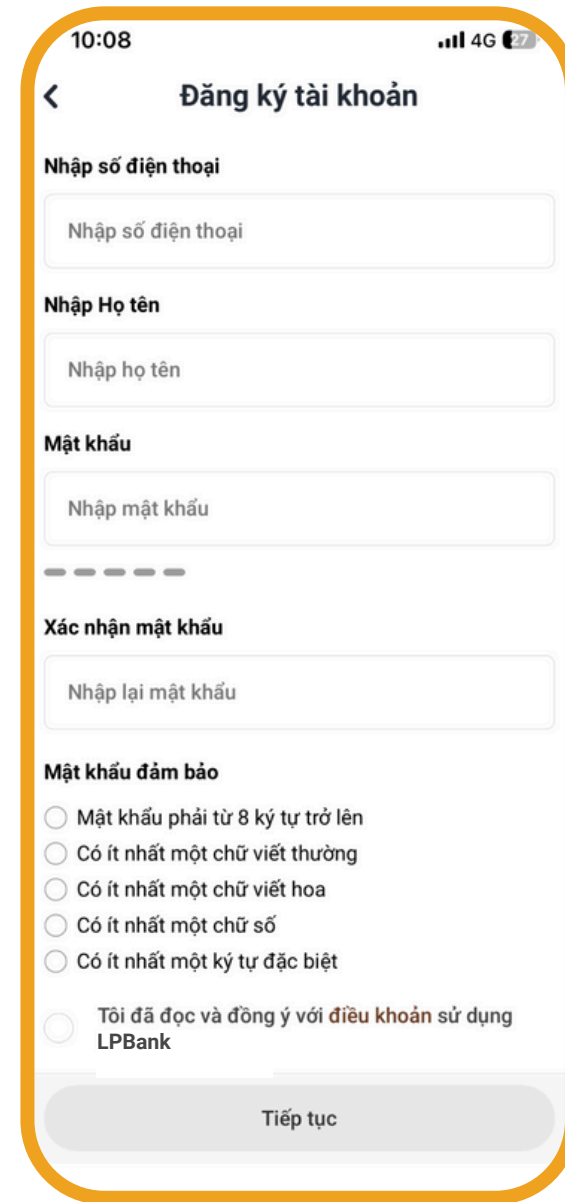 10:08 4G 27
Đăng ký tài khoản
Nhập số điện thoại
Nhập số điện thoại
Nhập Họ tên
Nhập họ tên
Mật khẩu
Nhập mật khẩu
Xác nhận mật khẩu
Nhập lại mật khẩu
Mật khẩu đảm bảo
Mật khẩu phải từ 8 ký tự trở lên
Có ít nhất một chữ viết thường
Có ít nhất một chữ viết hoa
Có ít nhất một chữ số
Có ít nhất một ký tự đặc biệt
Tôi đã đọc và đồng ý với điều khoản sử dụng
LPBank
Tiếp tục